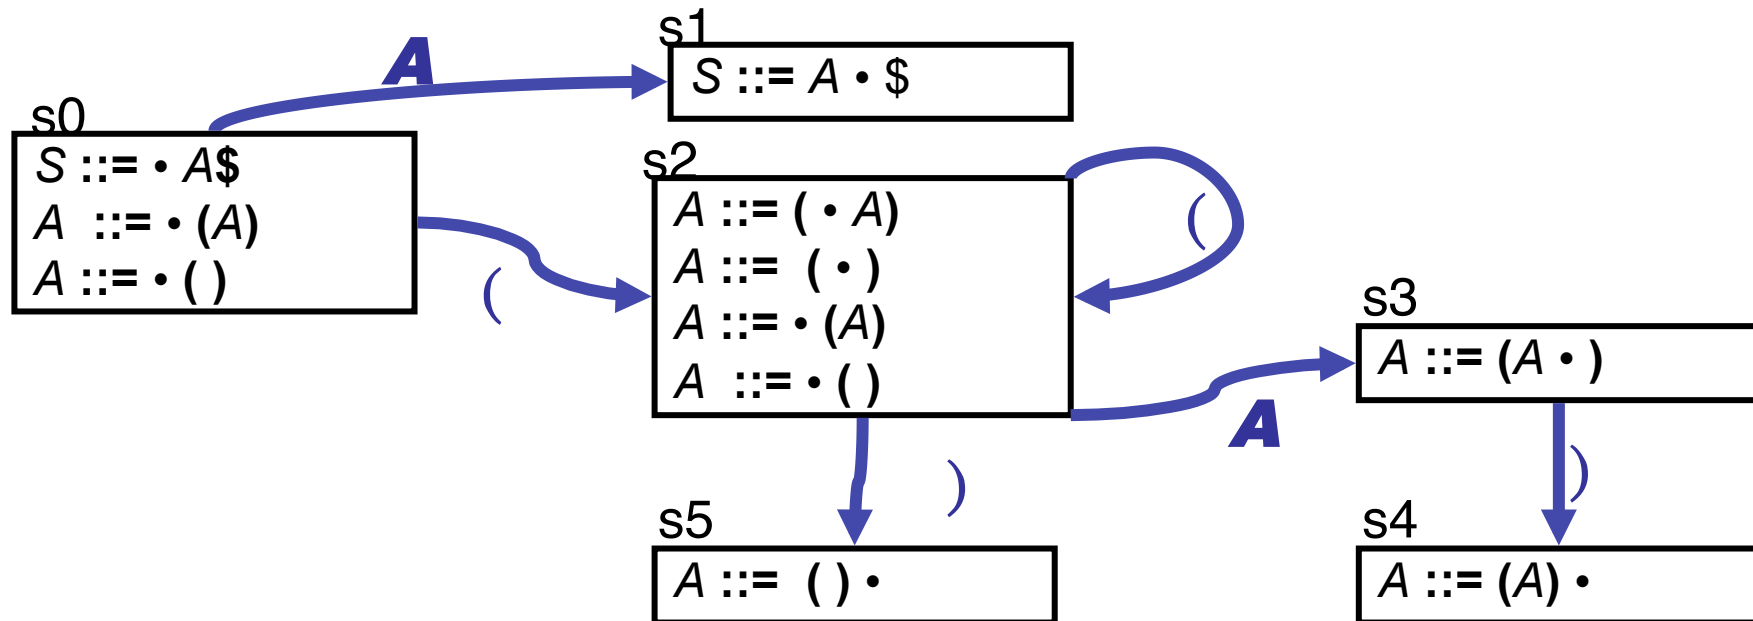 s1
A
S ::= A • $
s0
S ::= • A$
A ::= • (A)
A ::= • ( )
(
s2
A ::= ( • A)
A ::= ( • )
A ::= • (A)
A ::= • ( )
(
A
s3
A ::= (A • )
)
)
s5
A ::= ( ) •
s4
A ::= (A) •